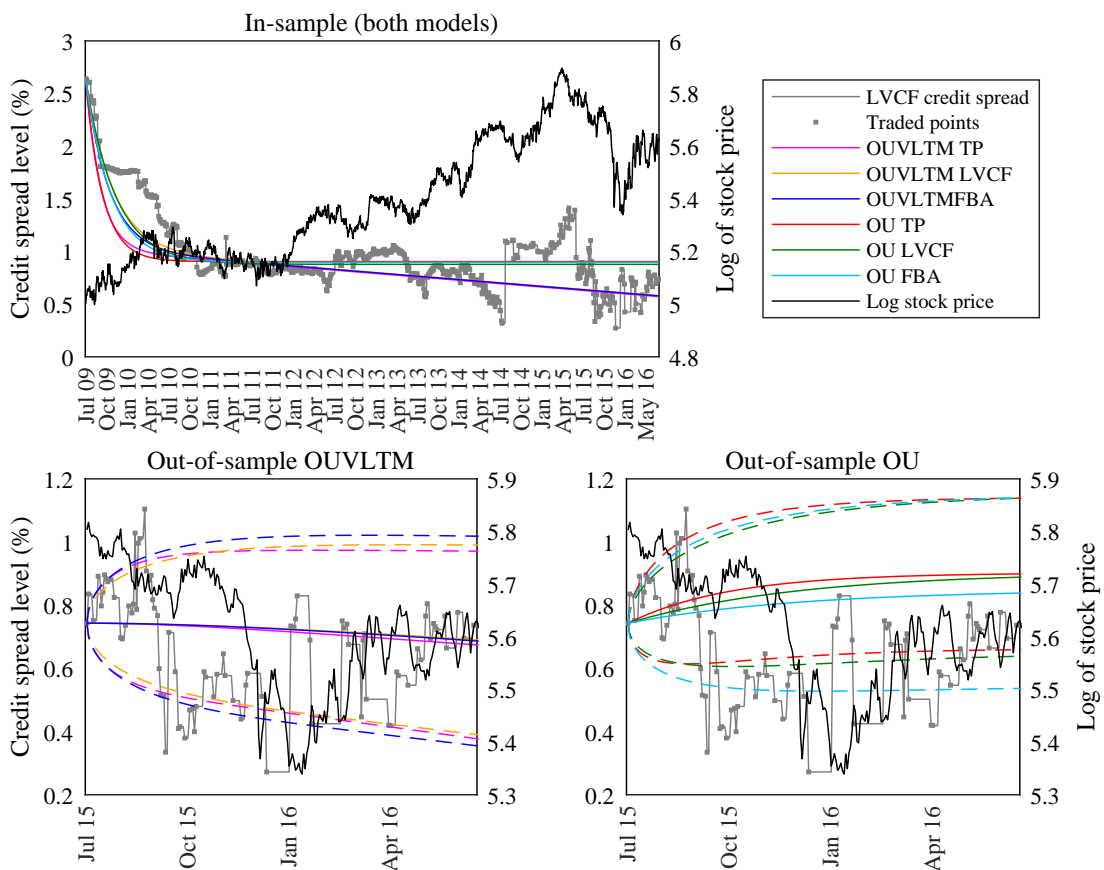 In-sample (both models)
3
2.5
2
1.5
1
0.5
0
Credit spread level (%)
6
5.8
5.6
5.4
5.2
5
4.8
Log of stock price
Jul 09
Oct 09
Jan 10
Apr 10
Jul 10
Oct 10
Jan 11
Apr 11
Jul 11
Oct 11
Jan 12
Apr 12
Jul 12
Oct 12
Jan 13
Apr 13
Jul 13
Oct 13
Jan 14
Apr 14
Jul 14
Oct 14
Jan 15
Apr 15
Jul 15
Oct 15
Jan 16
May 16
LVCF credit spread
Traded points
OUVLTM TP
OUVLTM LVCF
OUVLTMFBA
OU TP
OU LVCF
OU FBA
Log stock price
Out-of-sample OUVLTM
1.2
1
0.8
0.6
0.4
0.2
Credit spread level (%)
5.9
5.8
5.7
5.6
5.5
5.4
5.3
Jul 15
Oct 15
Jan 16
Apr 16
Out-of-sample OU
1.2
1
0.8
0.6
0.4
0.2
5.9
5.8
5.7
5.6
5.5
5.4
5.3
Log of stock price
Jul 15
Oct 15
Jan 16
Apr 16